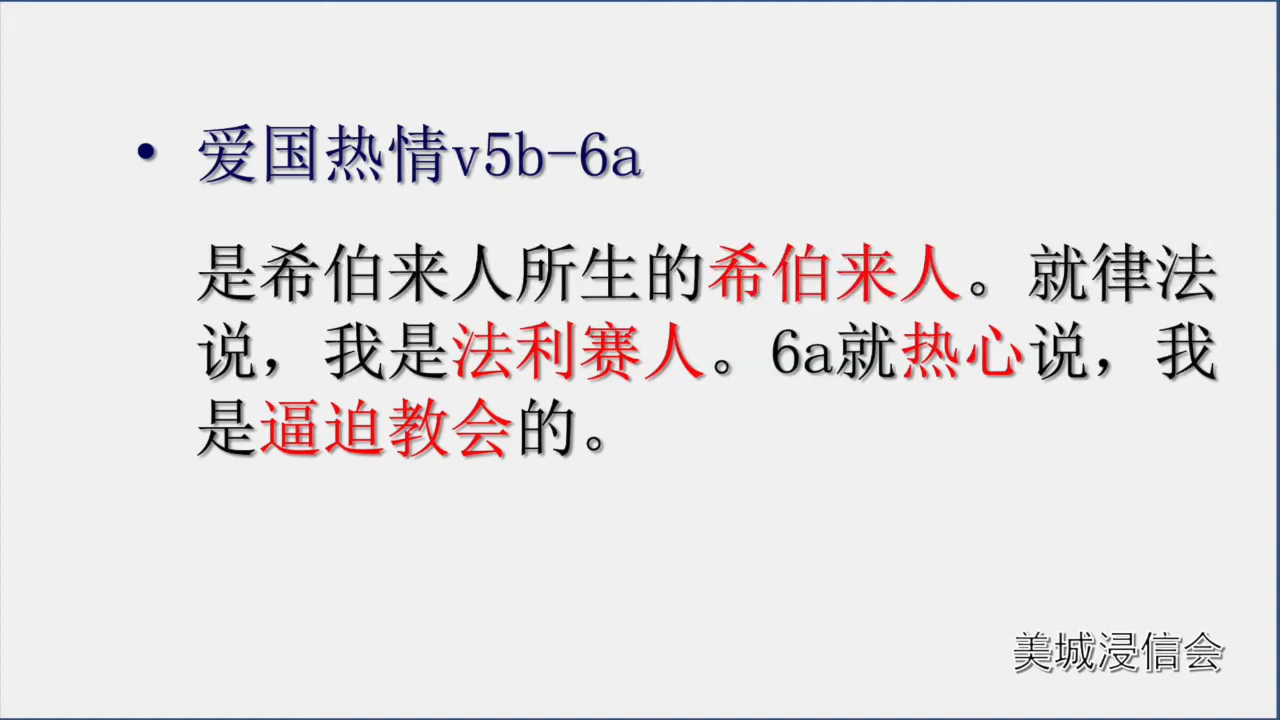 • 爱国热情v5b-6a
是希伯来人所生的希伯来人。就律法
说，我是法利赛人。6a就热心说，我
是逼迫教会的。
美城浸信会